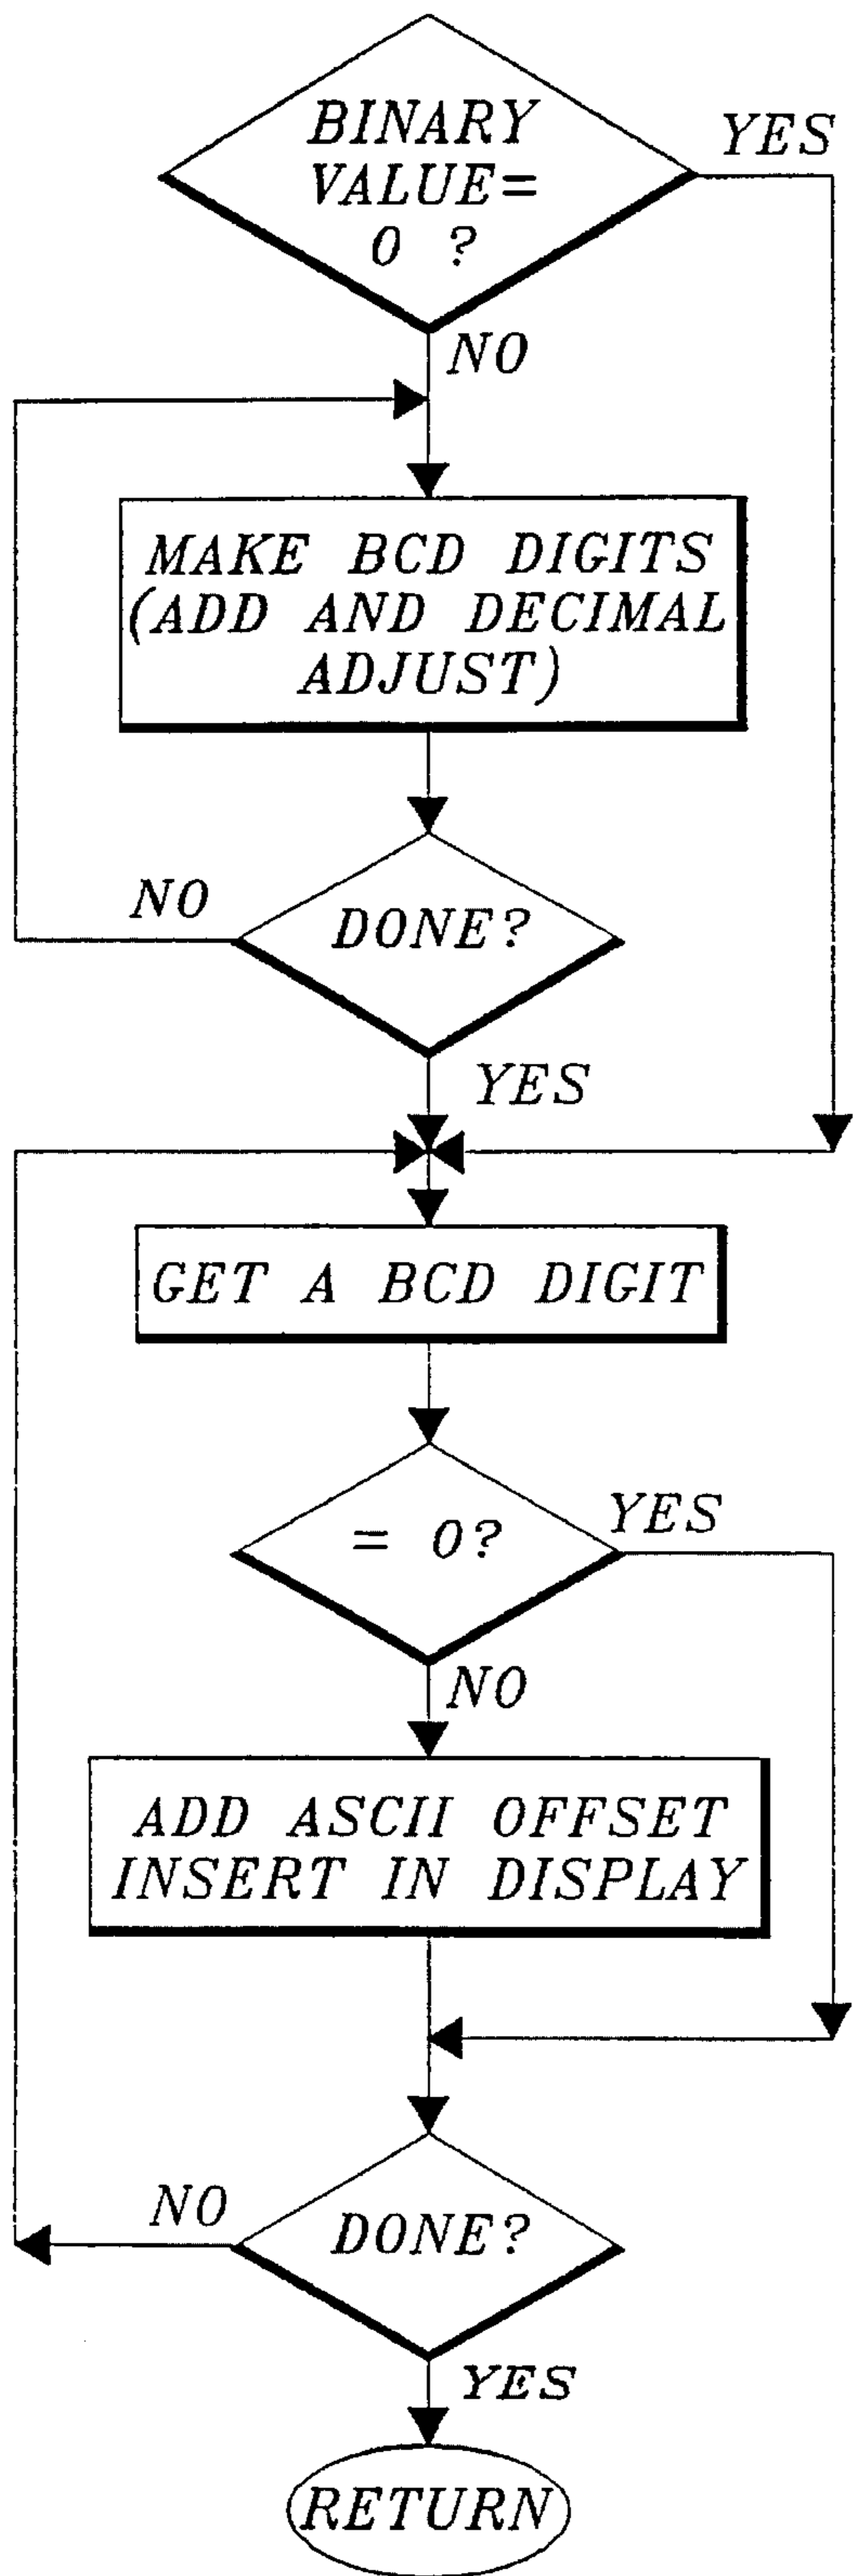 BINARY
VALUE=
0 ?
YES
NO
MAKE BCD DIGITS
(ADD AND DECIMAL
ADJUST)
NO
DONE?
YES
GET A BCD DIGIT
= 0?
YES
NO
ADD ASCII OFFSET
INSERT IN DISPLAY
NO
DONE?
YES
RETURN